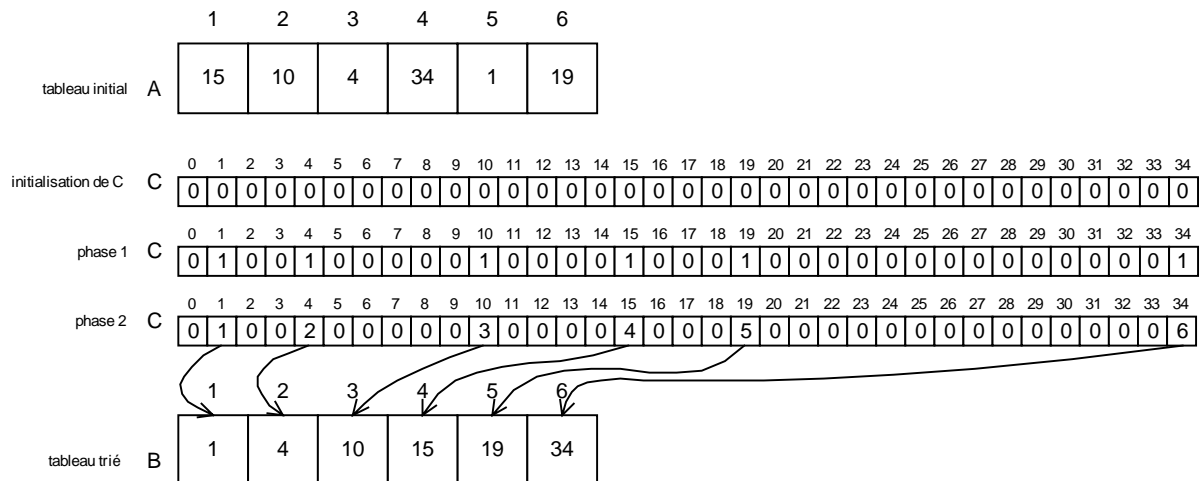 1 2 3 4 5 6
tableau initial A 15 10 4 34 1 19
0 1 2 3 4 5 6 7 8 9 10 11 12 13 14 15 16 17 18 19 20 21 22 23 24 25 26 27 28 29 30 31 32 33 34
initialisation de C C 0 0 0 0 0 0 0 0 0 0 0 0 0 0 0 0 0 0 0 0 0 0 0 0 0 0 0 0 0 0 0 0 0 0 0
0 1 2 3 4 5 6 7 8 9 10 11 12 13 14 15 16 17 18 19 20 21 22 23 24 25 26 27 28 29 30 31 32 33 34
phase 1 C 0 1 0 0 1 0 0 0 0 0 1 0 0 0 0 1 0 0 0 1 0 0 0 0 0 0 0 0 0 0 0 0 0 0 1
0 1 2 3 4 5 6 7 8 9 10 11 12 13 14 15 16 17 18 19 20 21 22 23 24 25 26 27 28 29 30 31 32 33 34
phase 2 C 0 1 0 0 2 0 0 0 0 0 3 0 0 0 0 4 0 0 0 5 0 0 0 0 0 0 0 0 0 0 0 0 0 0 6
1 2 3 4 5 6
tableau trié B 1 4 10 15 19 34